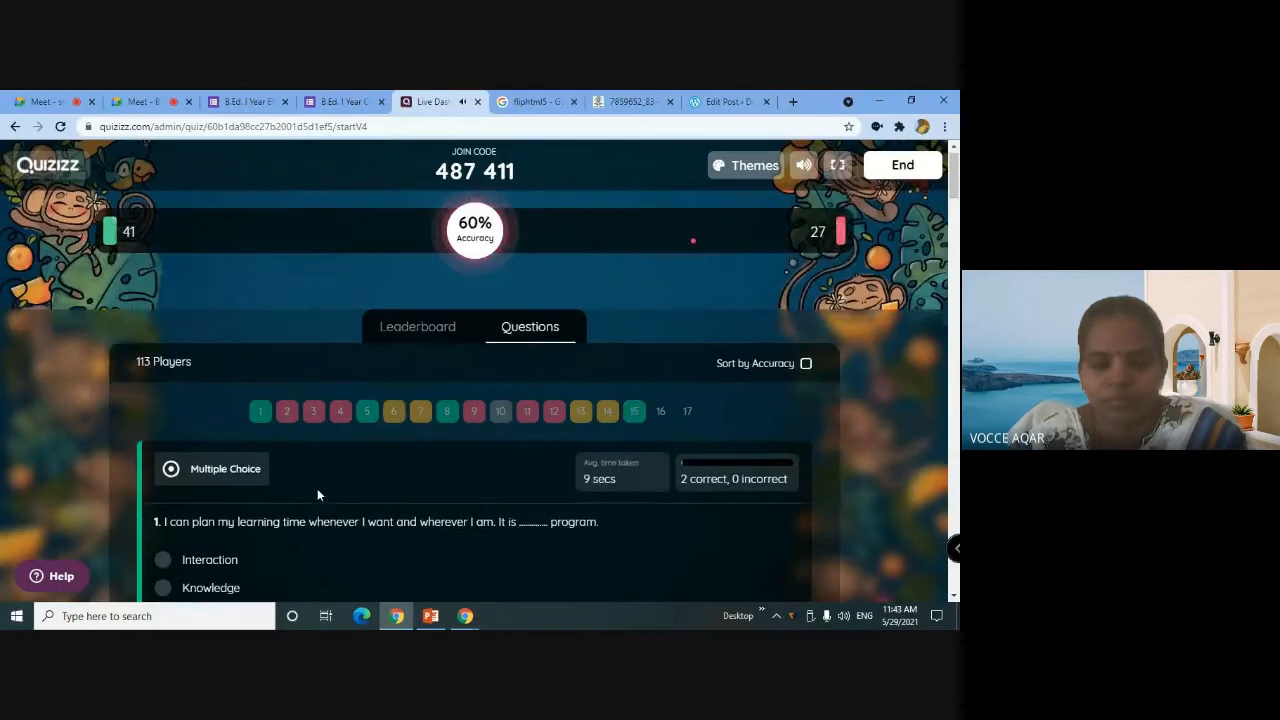 Meet - s
Meet - B
B.Ed. I Year El
B.Ed. I Year C
Live Das
fliphtml5 - G
7859652_83-
Edit Post ‹ D
quizizz.com/admin/quiz/60b1da98cc27b2001d5d1ef5/startV4
Quizizz
JOIN CODE
487 411
Themes
End
41
60%
Accuracy
27
Leaderboard
Questions
113 Players
Sort by Accuracy
1 2 3 4 5 6 7 8 9 10 11 12 13 14 15 16 17
Multiple Choice
Avg. time taken
9 secs
2 correct, 0 incorrect
1. I can plan my learning time whenever I want and wherever I am. It is ............ program.
Interaction
Knowledge
Help
VOCCE AQAR
Type here to search
Desktop
ENG
11:43 AM
5/29/2021